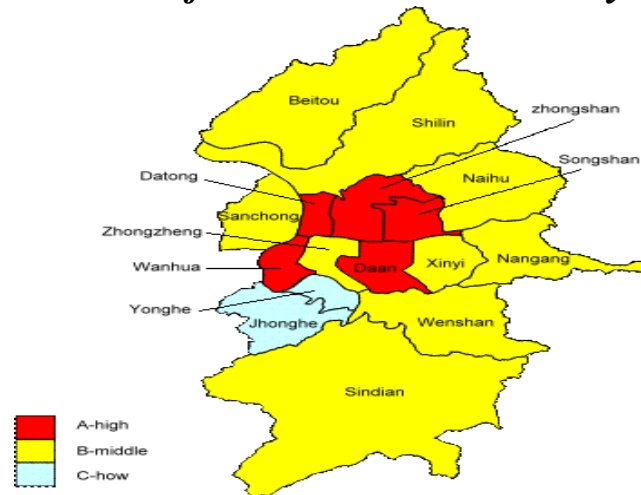 Beitou
zhongshan
Shilin
Songshan
Datong
Naihu
Sanchong
Zhongzheng
Nangang
Wanhua
Daan
Xinyi
Yonghe
Jhonghe
Wenshan
Sindian
A-high
B-middle
C-how